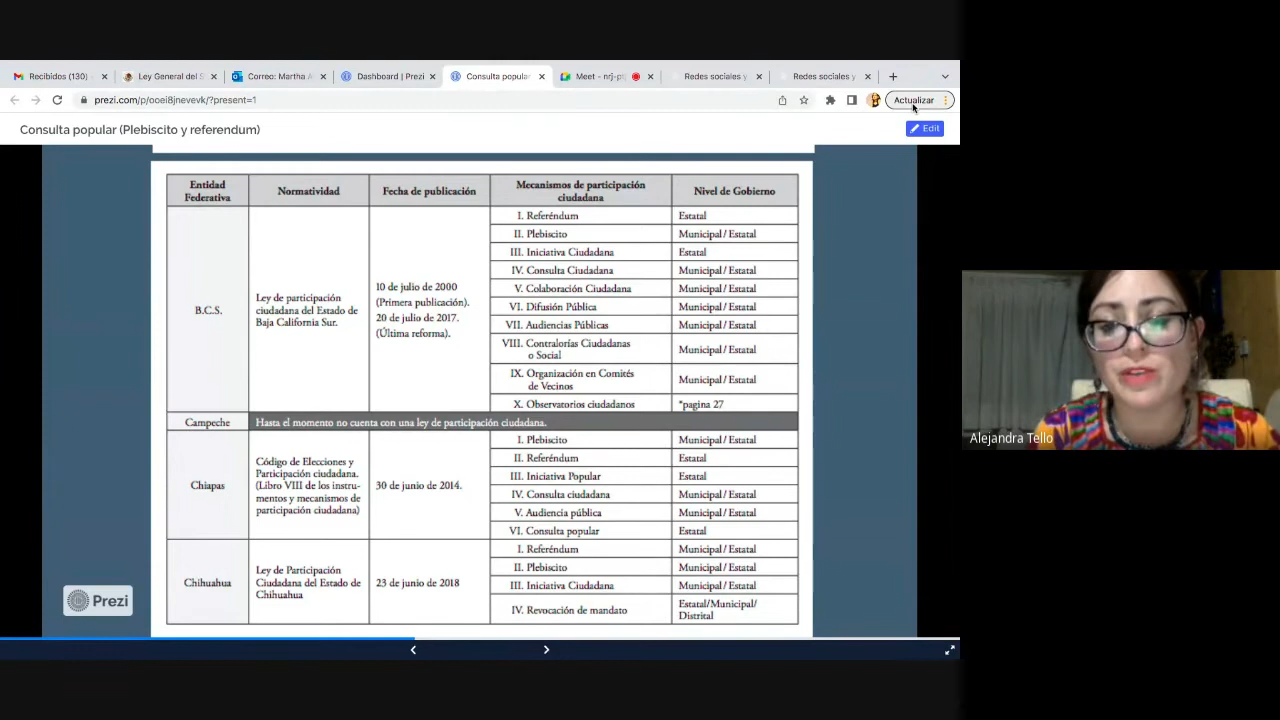 Recibidos (130)
Ley General del S
Correo: Martha A
Dashboard | Prezi
Consulta popula
Meet - nrj-p
Redes sociales y
Redes sociales y
prezi.com/p/ooei8jnevevk/?present=1
Actualizar
Consulta popular (Plebiscito y referendum)
Edit
Entidad Federativa
Normatividad
Fecha de publicación
Mecanismos de participación ciudadana
Nivel de Gobierno
B.C.S.
Ley de participación
ciudadana del Estado de
Baja California Sur.
10 de julio de 2000
(Primera publicación).
20 de julio de 2017.
(Última reforma).
I. Referéndum Estatal
II. Plebiscito Municipal / Estatal
III. Iniciativa Ciudadana Estatal
IV. Consulta Ciudadana Municipal / Estatal
V. Colaboración Ciudadana Municipal / Estatal
VI. Difusión Pública Municipal / Estatal
VII. Audiencias Públicas Municipal / Estatal
VIII. Contralorías Ciudadanas
o Social Municipal / Estatal
IX. Organización en Comités
de Vecinos Municipal / Estatal
X. Observatorios ciudadanos *pagina 27
Campeche Hasta el momento no cuenta con una ley de participación ciudadana.
Chiapas
Código de Elecciones y
Participación ciudadana.
(Libro VIII de los instru-
mentos y mecanismos de
participación ciudadana)
30 de junio de 2014.
I. Plebiscito Municipal / Estatal
II. Referéndum Estatal
III. Iniciativa Popular Estatal
IV. Consulta ciudadana Municipal / Estatal
V. Audiencia pública Municipal / Estatal
VI. Consulta popular Estatal
Chihuahua
Ley de Participación
Ciudadana del Estado de
Chihuahua
23 de junio de 2018
I. Referéndum Municipal / Estatal
II. Plebiscito Municipal / Estatal
III. Iniciativa Ciudadana Municipal / Estatal
IV. Revocación de mandato Estatal/Municipal/
Distrital
Prezi
Alejandra Tello